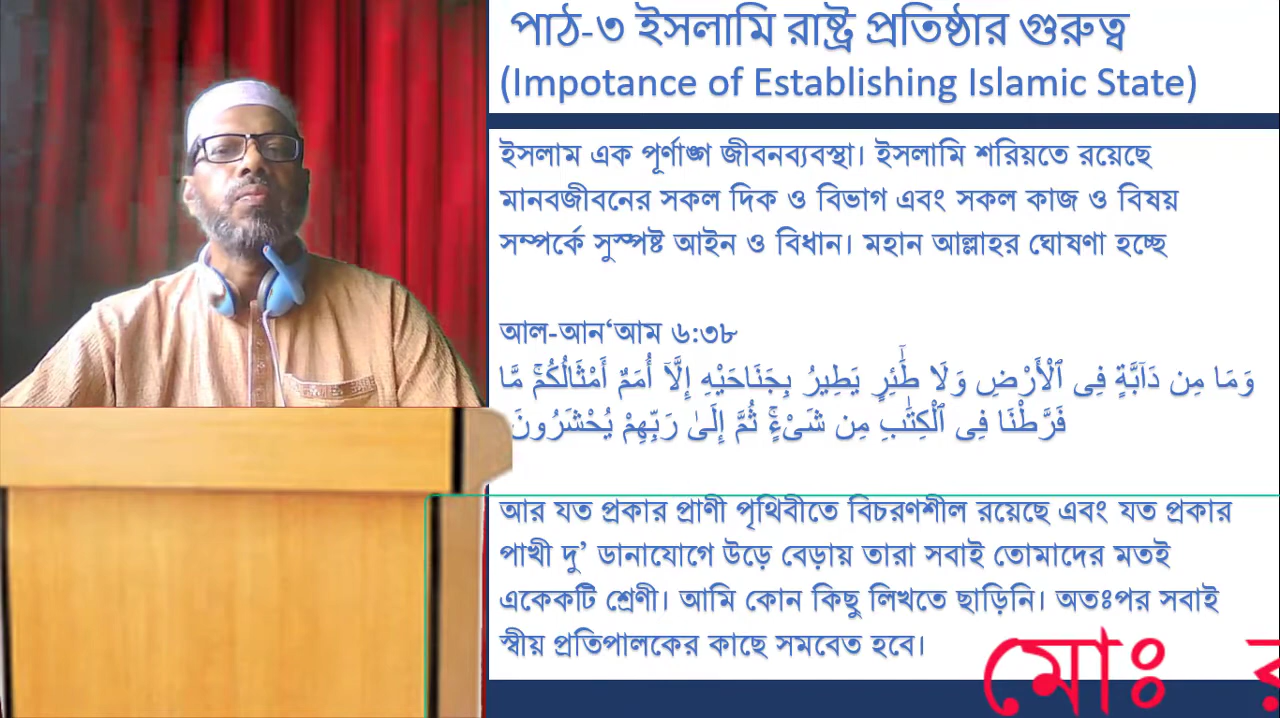 পাঠ-৩ ইসলামি রাষ্ট্র প্রতিষ্ঠার গুরুত্ব
(Impotance of Establishing Islamic State)
ইসলাম এক পূর্ণাঙ্গ জীবনব্যবস্থা। ইসলামি শরিয়তে রয়েছে
মানবজীবনের সকল দিক ও বিভাগ এবং সকল কাজ ও বিষয়
সম্পর্কে সুস্পষ্ট আইন ও বিধান। মহান আল্লাহর ঘোষণা হচ্ছে
আল-আন‘আম ৬:৩৮
وَمَا مِن دَآبَّةٍ فِى ٱلْأَرْضِ وَلَا طَٰٓئِرٍ يَطِيرُ بِجَنَاحَيْهِ إِلَّآ أُمَمٌ أَمْثَالُكُمۚ مَّا
فَرَّطْنَا فِى ٱلْكِتَٰبِ مِن شَىْءٍۚ ثُمَّ إِلَىٰ رَبِّهِمْ يُحْشَرُونَ
আর যত প্রকার প্রাণী পৃথিবীতে বিচরণশীল রয়েছে এবং যত প্রকার
পাখী দু’ ডানাযোগে উড়ে বেড়ায় তারা সবাই তোমাদের মতই
একেকটি শ্রেণী। আমি কোন কিছু লিখতে ছাড়িনি। অতঃপর সবাই
স্বীয় প্রতিপালকের কাছে সমবেত হবে।
মোঃ